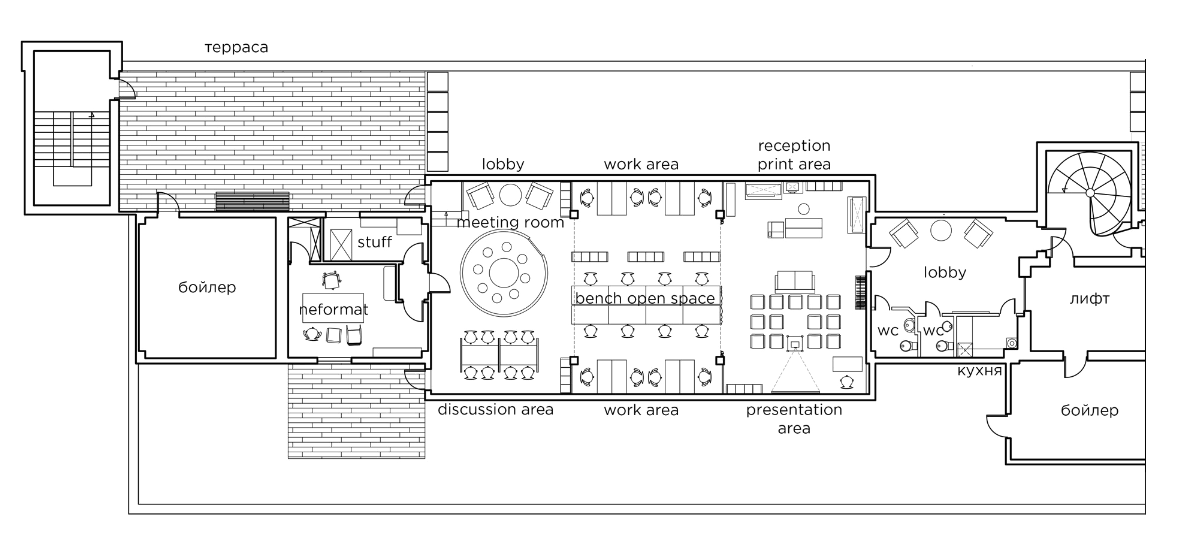 терраса
reception
print area
lobby
work area
meeting room
stuff
lobby
бойлер
neformat
bench open space
лифт
wc
wc
кухня
discussion area
work area
presentation
area
бойлер